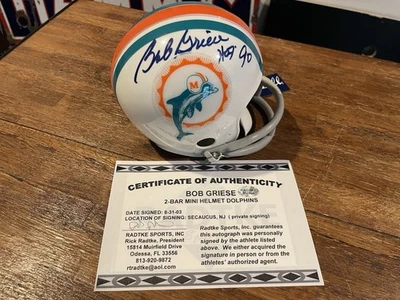 Bob Griese
HOF 90
M
CERTIFICATE OF AUTHENTICITY
BOB GRIESE
2-BAR MINI HELMET DOLPHINS
DATE SIGNED: 8-31-03
LOCATION OF SIGNING: SECAUCUS, NJ ( private signing)
RADTKE SPORTS, INC
Rick Radtke, President
15814 Muirfield Drive
Odessa, FL 33556
813-920-9872
rtradtke@aol.com
Radtke Sports, Inc. guarantees
this autograph was personally
signed by the athlete listed
above. We either acquired the
signature in person or from the
athletes' authorized agent.